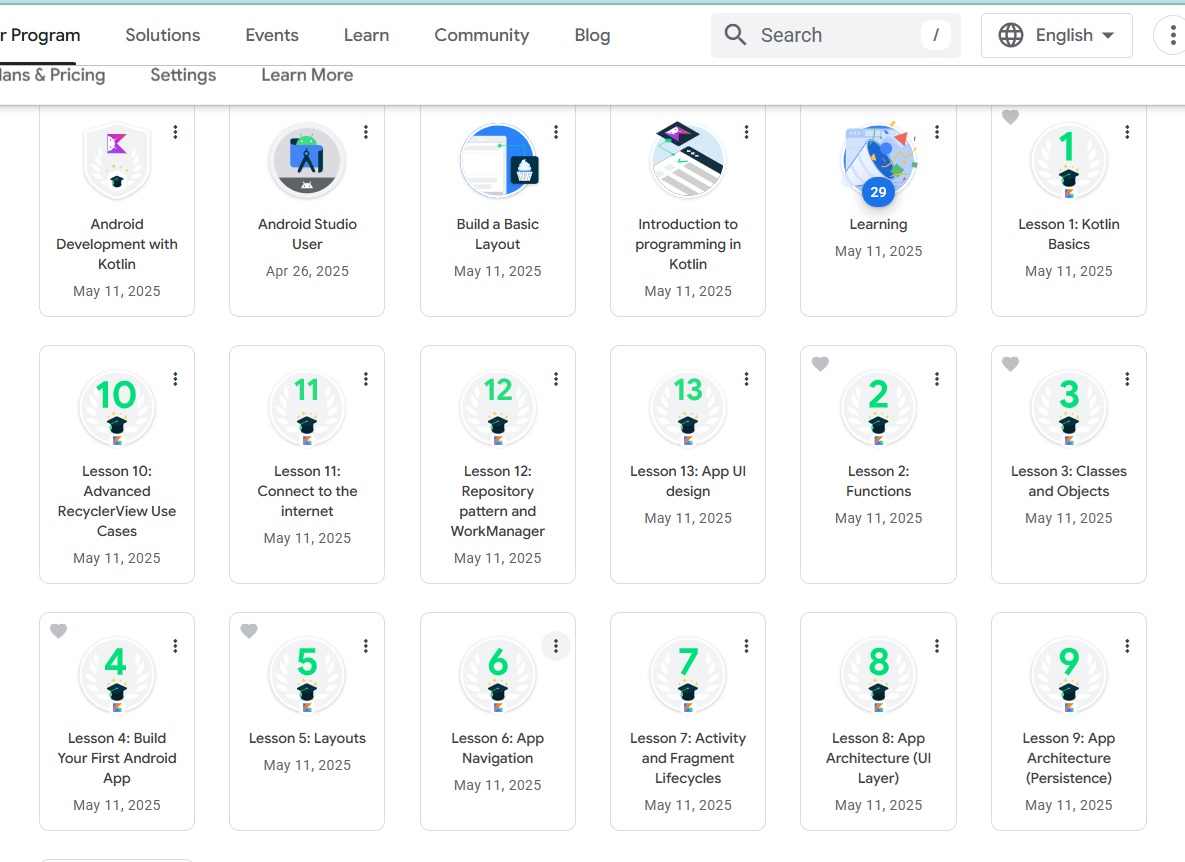 r Program
Solutions
Events
Learn
Community
Blog
Search
/
English
lans & Pricing
Settings
Learn More
Android
Development with
Kotlin
May 11, 2025
Android Studio
User
Apr 26, 2025
Build a Basic
Layout
May 11, 2025
Introduction to
programming in
Kotlin
May 11, 2025
29
Learning
May 11, 2025
1
Lesson 1: Kotlin
Basics
May 11, 2025
10
Lesson 10:
Advanced
RecyclerView Use
Cases
May 11, 2025
11
Lesson 11:
Connect to the
internet
May 11, 2025
12
Lesson 12:
Repository
pattern and
WorkManager
May 11, 2025
13
Lesson 13: App UI
design
May 11, 2025
2
Lesson 2:
Functions
May 11, 2025
3
Lesson 3: Classes
and Objects
May 11, 2025
4
Lesson 4: Build
Your First Android
App
May 11, 2025
5
Lesson 5: Layouts
May 11, 2025
6
Lesson 6: App
Navigation
May 11, 2025
7
Lesson 7: Activity
and Fragment
Lifecycles
May 11, 2025
8
Lesson 8: App
Architecture (UI
Layer)
May 11, 2025
9
Lesson 9: App
Architecture
(Persistence)
May 11, 2025